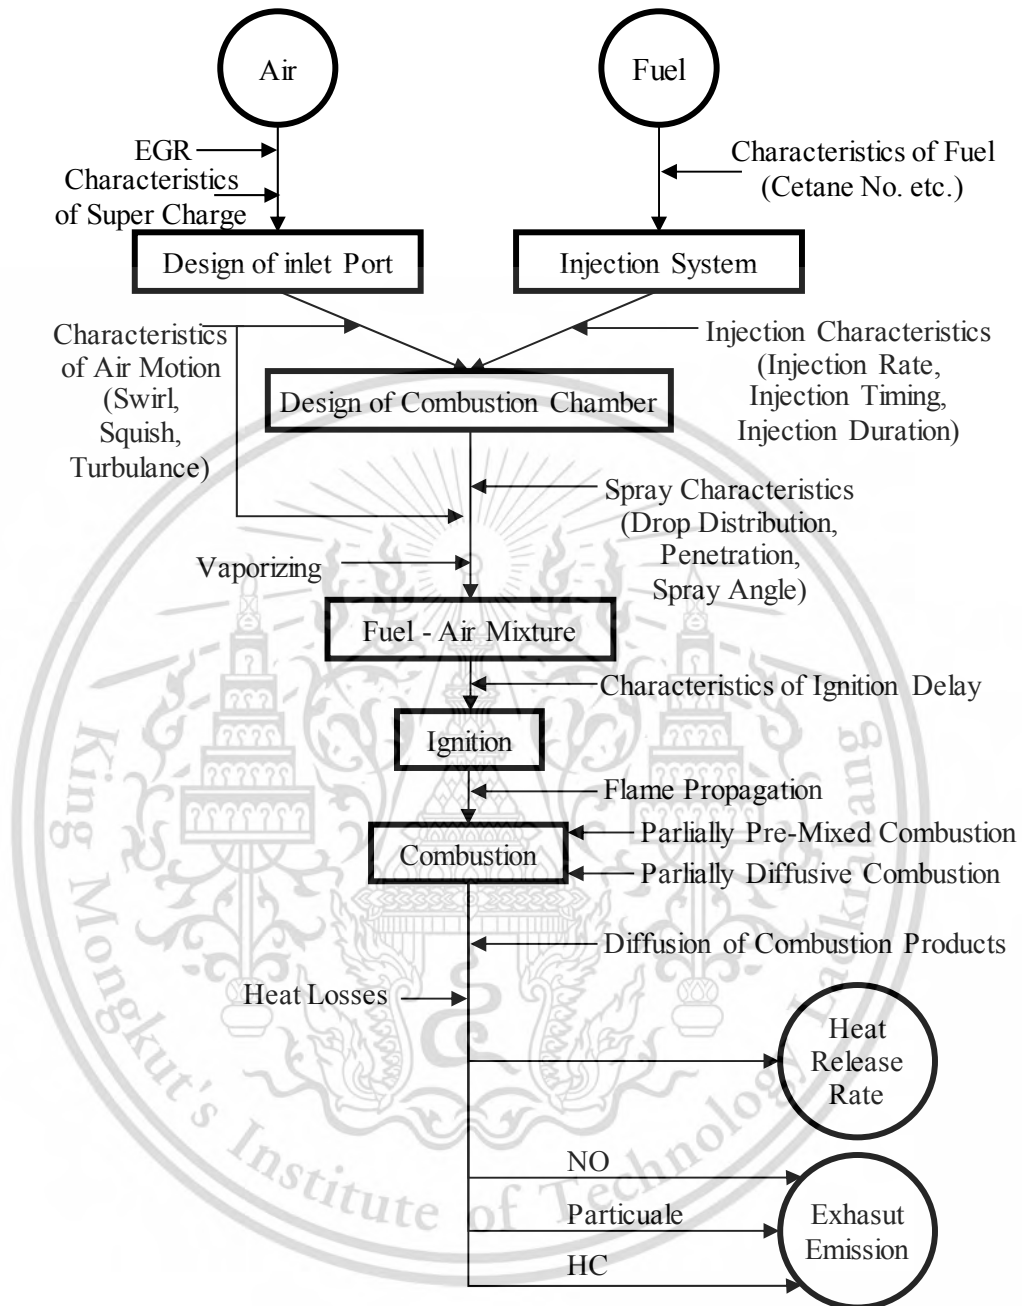 Air
Fuel
EGR
Characteristics
of Super Charge
Characteristics of Fuel
(Cetane No. etc.)
Design of inlet Port
Injection System
Characteristics
of Air Motion
(Swirl,
Squish,
Turbulance)
Injection Characteristics
(Injection Rate,
Injection Timing,
Injection Duration)
Design of Combustion Chamber
Spray Characteristics
(Drop Distribution,
Penetration,
Spray Angle)
Vaporizing
Fuel - Air Mixture
Characteristics of Ignition Delay
Ignition
Flame Propagation
Combustion
Parlially Pre-Mixed Combustion
Parlially Diffusive Combustion
Diffusion of Combustion Products
Heat Losses
Heat
Release
Rate
NO
Particuale
HC
Exhasut
Emission
King Mongkut's Institute of Technology Ladkrabang